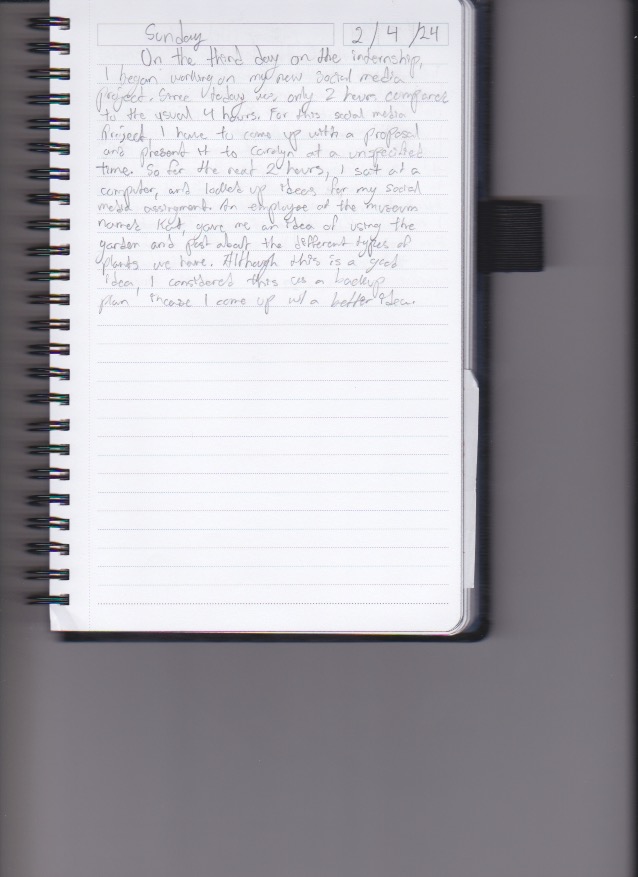 Sunday 2/4/24
On the third day on the internship,
I began working on my new social media
project. Since today was only 2 hours compared
to the usual 4 hours. For this social media
Project, I have to come up with a proposal
and present it to Carolyn at a unspecified
time. So for the next 2 hours, I sat at a
computer, and looked up ideas for my social
media assignment. An employee at the museum
named Kat, gave me an idea of using the
garden and post about the different types of
plants we have. Although this is a good
idea, I considered this as a backup
plan incase I come up w/ a better idea.